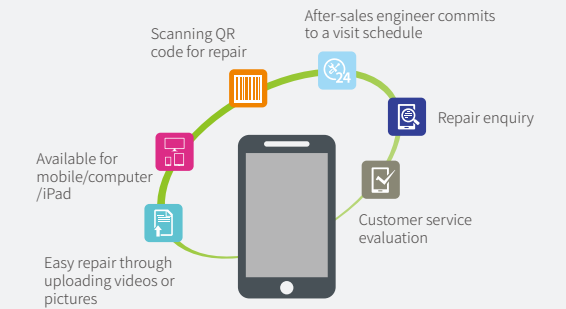 After-sales engineer commits
to a visit schedule
Scanning QR
code for repair
24
Repair enquiry
Available for
mobile/computer
/iPad
Customer service
evaluation
Easy repair through
uploading videos or
pictures